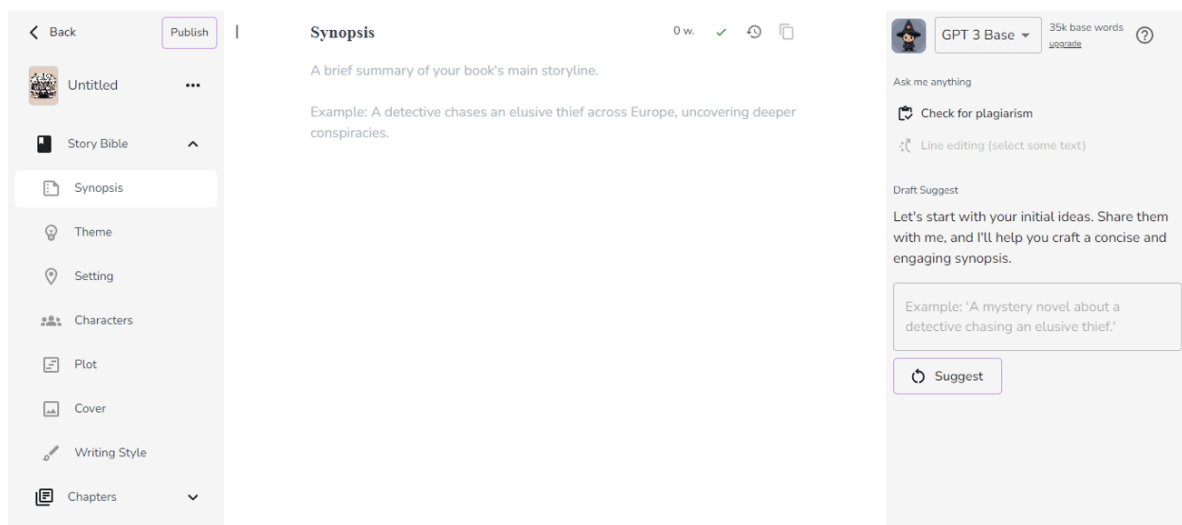 Back
Publish
Untitled
Story Bible
Synopsis
Theme
Setting
Characters
Plot
Cover
Writing Style
Chapters
Synopsis
0 w.
A brief summary of your book's main storyline.
Example: A detective chases an elusive thief across Europe, uncovering deeper
conspiracies.
GPT 3 Base
35k base words
upgrade
Ask me anything
Check for plagiarism
Line editing (select some text)
Draft Suggest
Let's start with your initial ideas. Share them
with me, and I'll help you craft a concise and
engaging synopsis.
Example: 'A mystery novel about a
detective chasing an elusive thief.'
Suggest